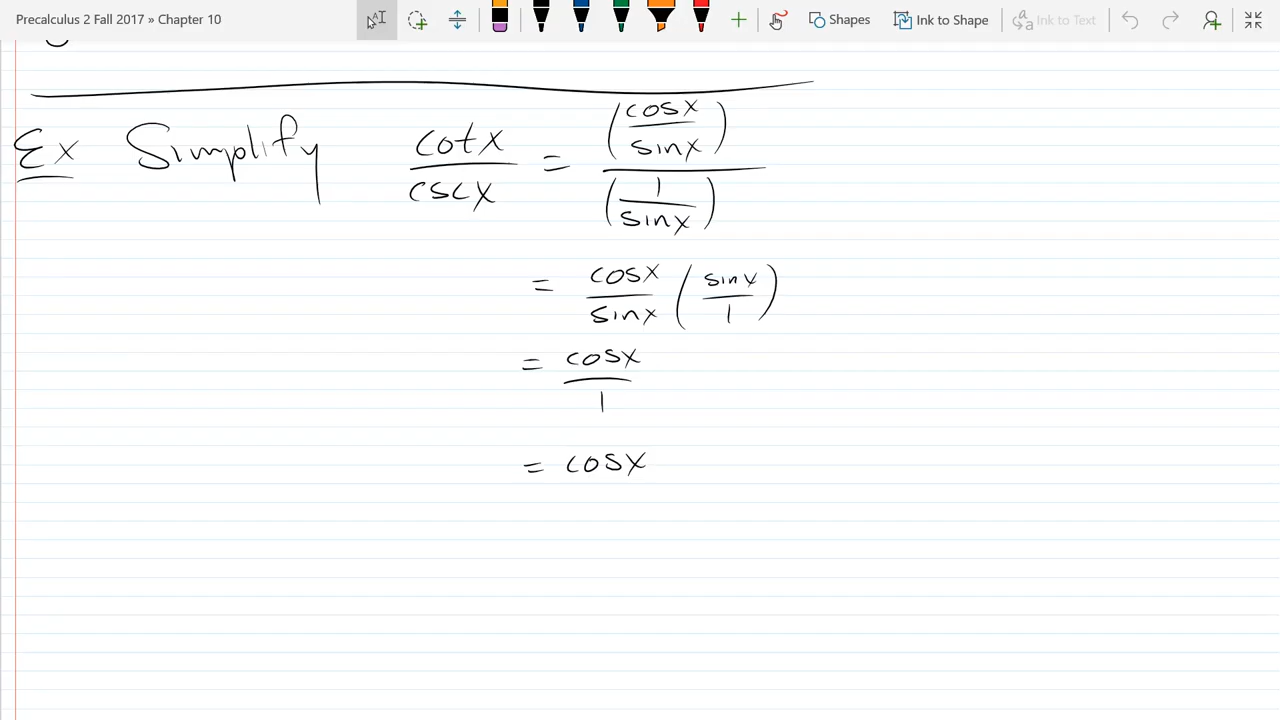 Precalculus 2 Fall 2017 » Chapter 10
Shapes
Ink to Shape
Ink to Text
Ex Simplify cotx/cscx = (cosx/sinx)/(1/sinx)
= cosx/sinx (sinx/1)
= cosx/1
= cosx